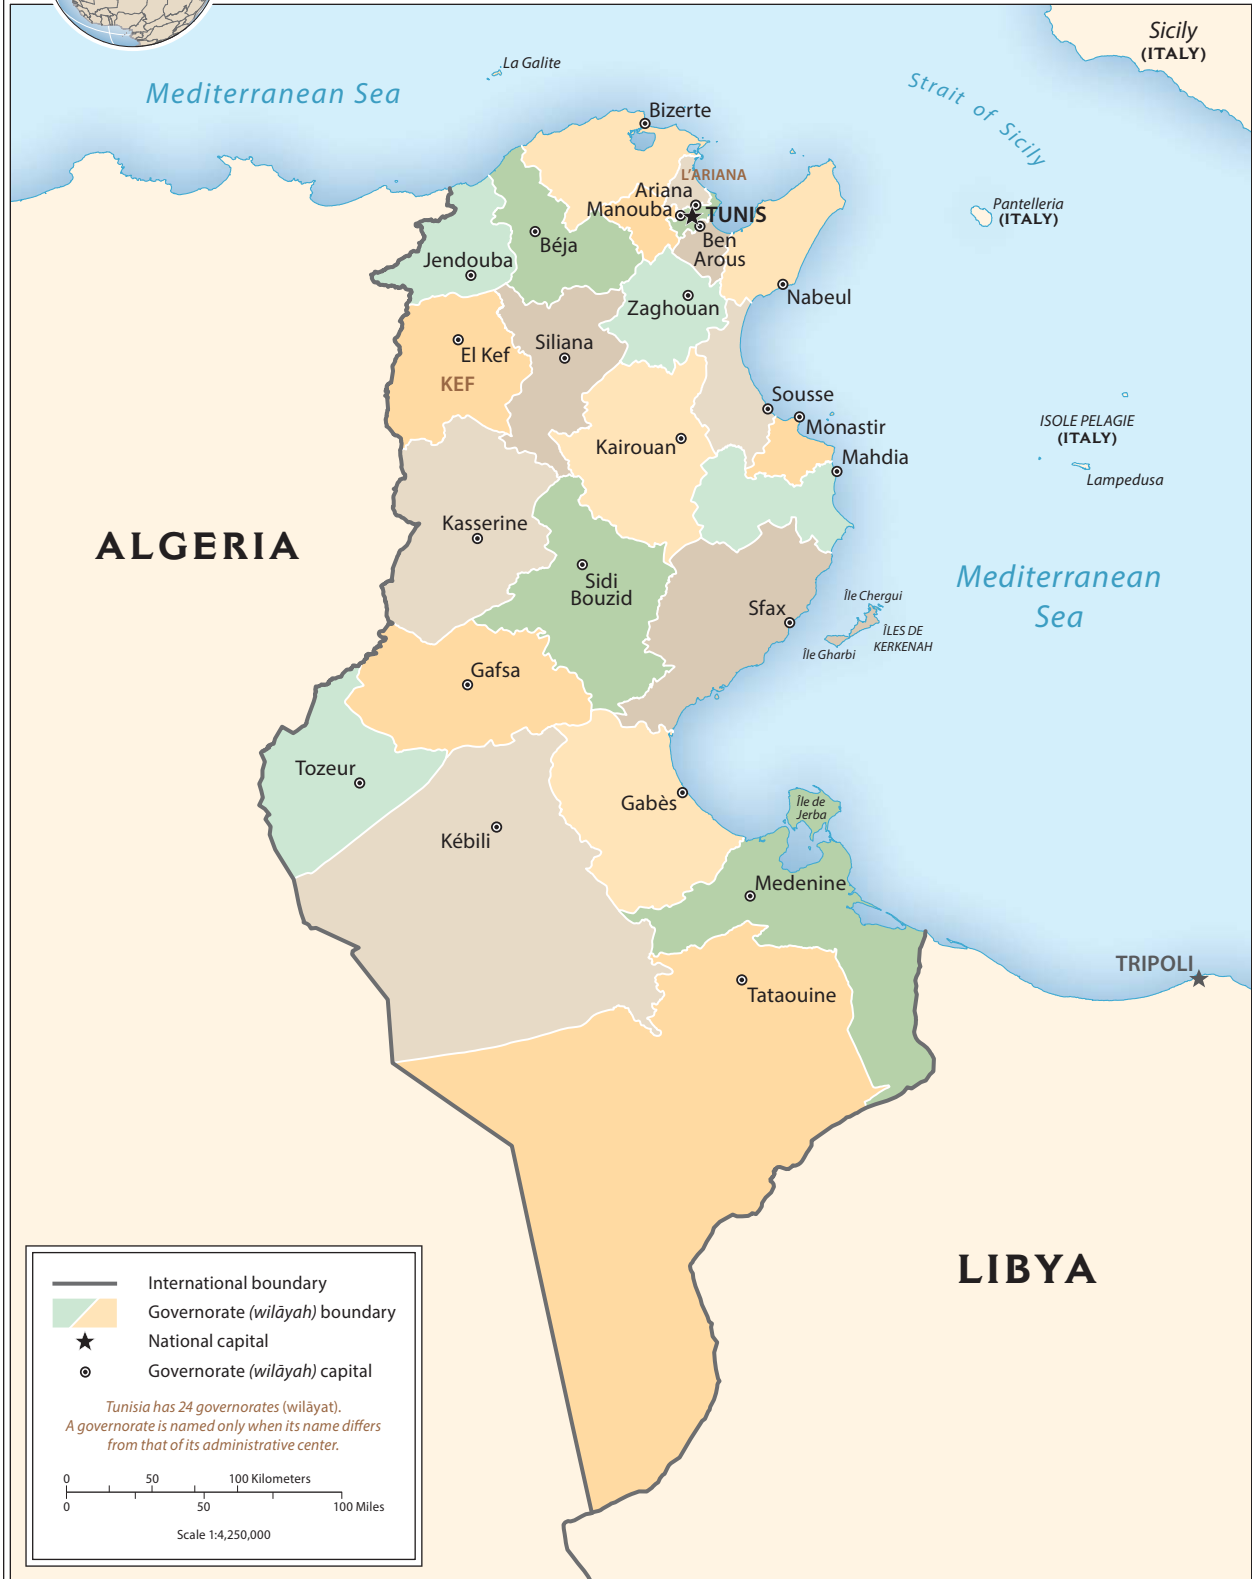 Sicily
(ITALY)
La Galite
Mediterranean Sea
Strait of Sicily
Bizerte
L'ARIANA
Ariana
Manouba
TUNIS
Pantelleria
(ITALY)
Béja
Ben
Arous
Jendouba
Nabeul
Zaghouan
Siliana
El Kef
KEF
Sousse
Monastir
ISOLE PELAGIE
(ITALY)
Kairouan
Mahdia
Lampedusa
Kasserine
ALGERIA
Sidi
Bouzid
Mediterranean
Sea
Sfax
Île Chergui
ÎLES DE
KERKENAH
Île Gharbi
Gafsa
Tozeur
Gabès
Île de
Jerba
Kébili
Medenine
TRIPOLI
Tataouine
LIBYA
International boundary
Governorate (wilāyah) boundary
National capital
Governorate (wilāyah) capital
Tunisia has 24 governorates (wilāyat).
A governorate is named only when its name differs
from that of its administrative center.
0 50 100 Kilometers
0 50 100 Miles
Scale 1:4,250,000